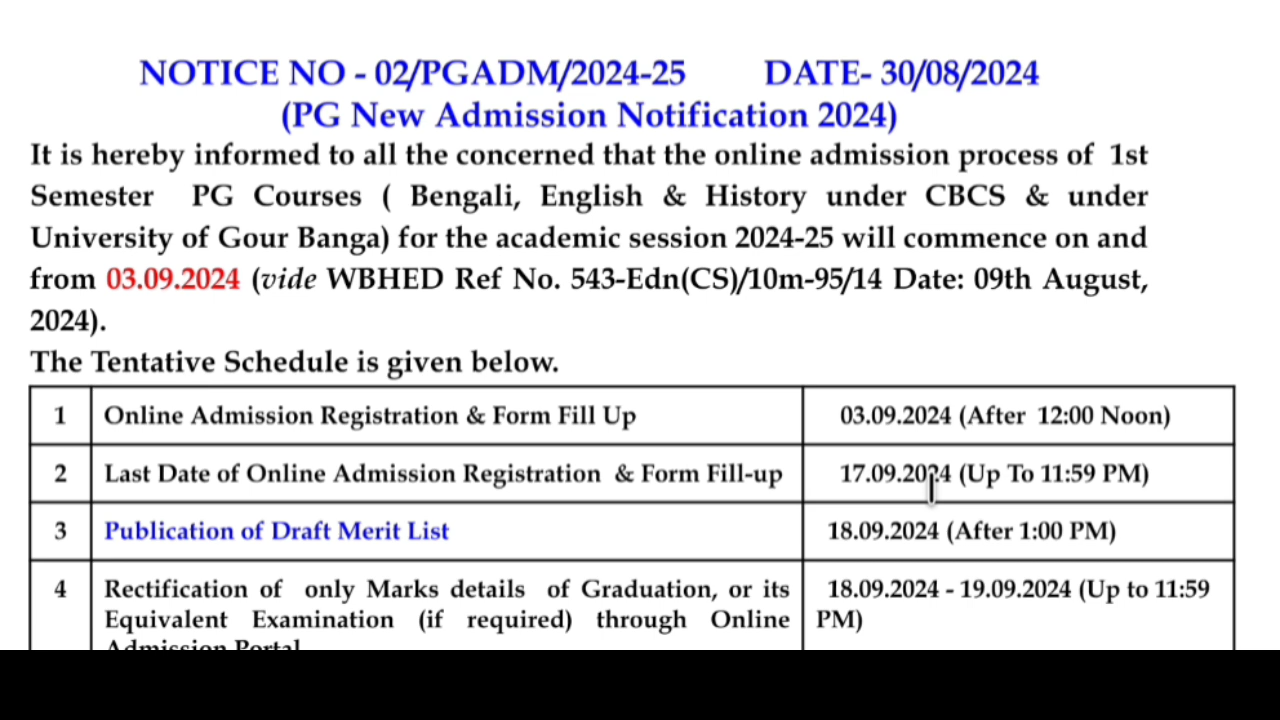 NOTICE NO - 02/PGADM/2024-25 DATE- 30/08/2024
(PG New Admission Notification 2024)
It is hereby informed to all the concerned that the online admission process of 1st
Semester PG Courses ( Bengali, English & History under CBCS & under
University of Gour Banga) for the academic session 2024-25 will commence on and
from 03.09.2024 (vide WBHED Ref No. 543-Edn(CS)/10m-95/14 Date: 09th August,
2024).
The Tentative Schedule is given below.
1 Online Admission Registration & Form Fill Up 03.09.2024 (After 12:00 Noon)
2 Last Date of Online Admission Registration & Form Fill-up 17.09.2024 (Up To 11:59 PM)
3 Publication of Draft Merit List 18.09.2024 (After 1:00 PM)
4 Rectification of only Marks details of Graduation, or its 18.09.2024 - 19.09.2024 (Up to 11:59
Equivalent Examination (if required) through Online PM)
Admission Portal